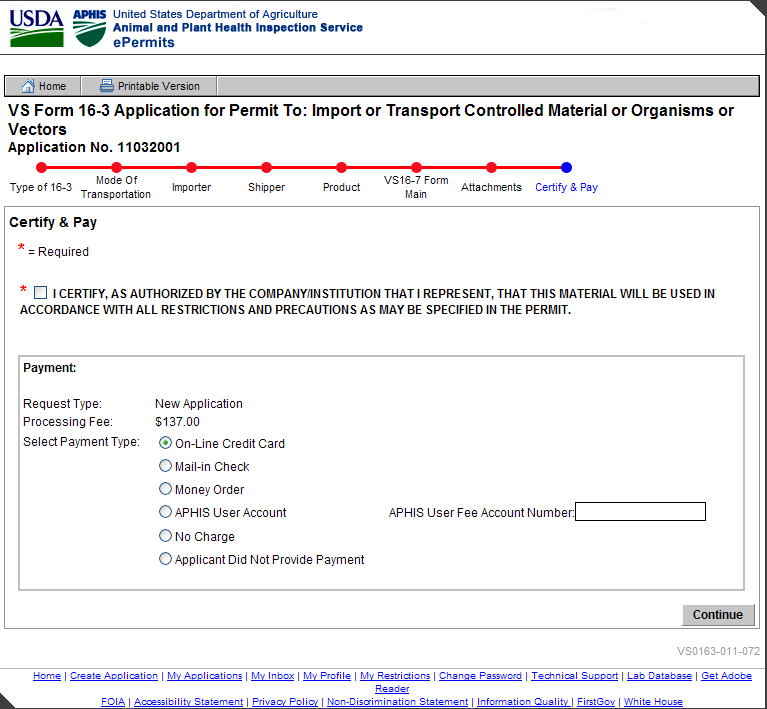 USDA
APHIS
United States Department of Agriculture
Animal and Plant Health Inspection Service
ePermits
Home
Printable Version
VS Form 16-3 Application for Permit To: Import or Transport Controlled Material or Organisms or
Vectors
Application No. 11032001
Type of 16-3
Mode Of
Transportation
Importer
Shipper
Product
VS16-7 Form
Main
Attachments
Certify & Pay
Certify & Pay
* = Required
* I CERTIFY, AS AUTHORIZED BY THE COMPANY/INSTITUTION THAT I REPRESENT, THAT THIS MATERIAL WILL BE USED IN
ACCORDANCE WITH ALL RESTRICTIONS AND PRECAUTIONS AS MAY BE SPECIFIED IN THE PERMIT.
Payment:
Request Type: New Application
Processing Fee: $137.00
Select Payment Type: On-Line Credit Card
Mail-in Check
Money Order
APHIS User Account APHIS User Fee Account Number:
No Charge
Applicant Did Not Provide Payment
Continue
VS0163-011-072
Home | Create Application | My Applications | My Inbox | My Profile | My Restrictions | Change Password | Technical Support | Lab Database | Get Adobe
Reader
FOIA | Accessibility Statement | Privacy Policy | Non-Discrimination Statement | Information Quality | FirstGov | White House